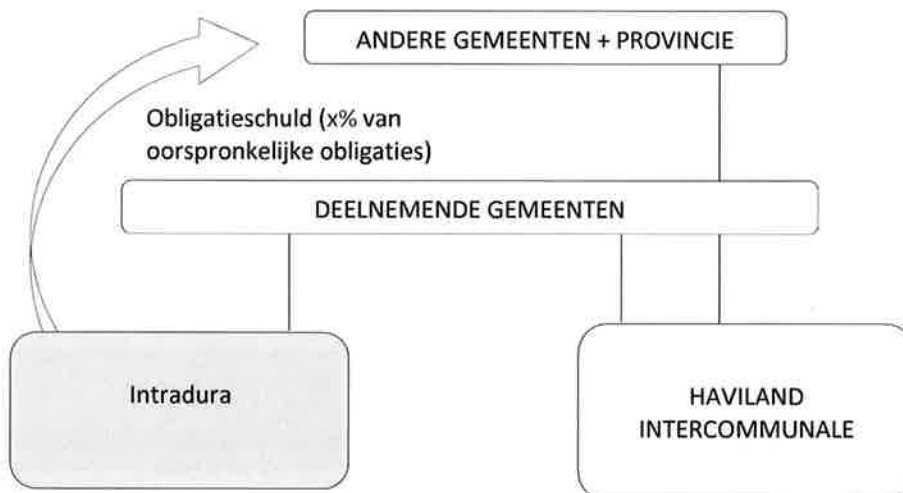 ANDERE GEMEENTEN + PROVINCIE
Obligatieschuld (x% van
oorspronkelijke obligaties)
DEELNEMENDE GEMEENTEN
Intradura
HAVILAND
INTERCOMMUNALE